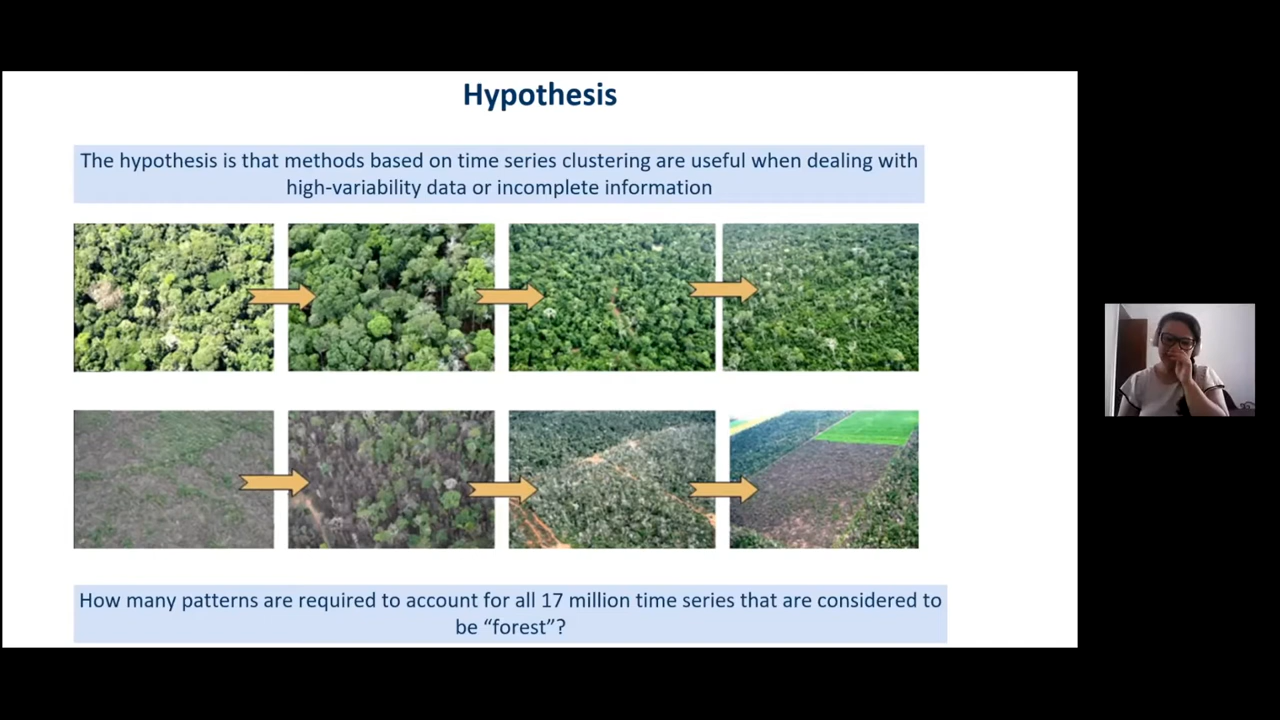 Hypothesis
The hypothesis is that methods based on time series clustering are useful when dealing with
high-variability data or incomplete information
How many patterns are required to account for all 17 million time series that are considered to
be “forest”?